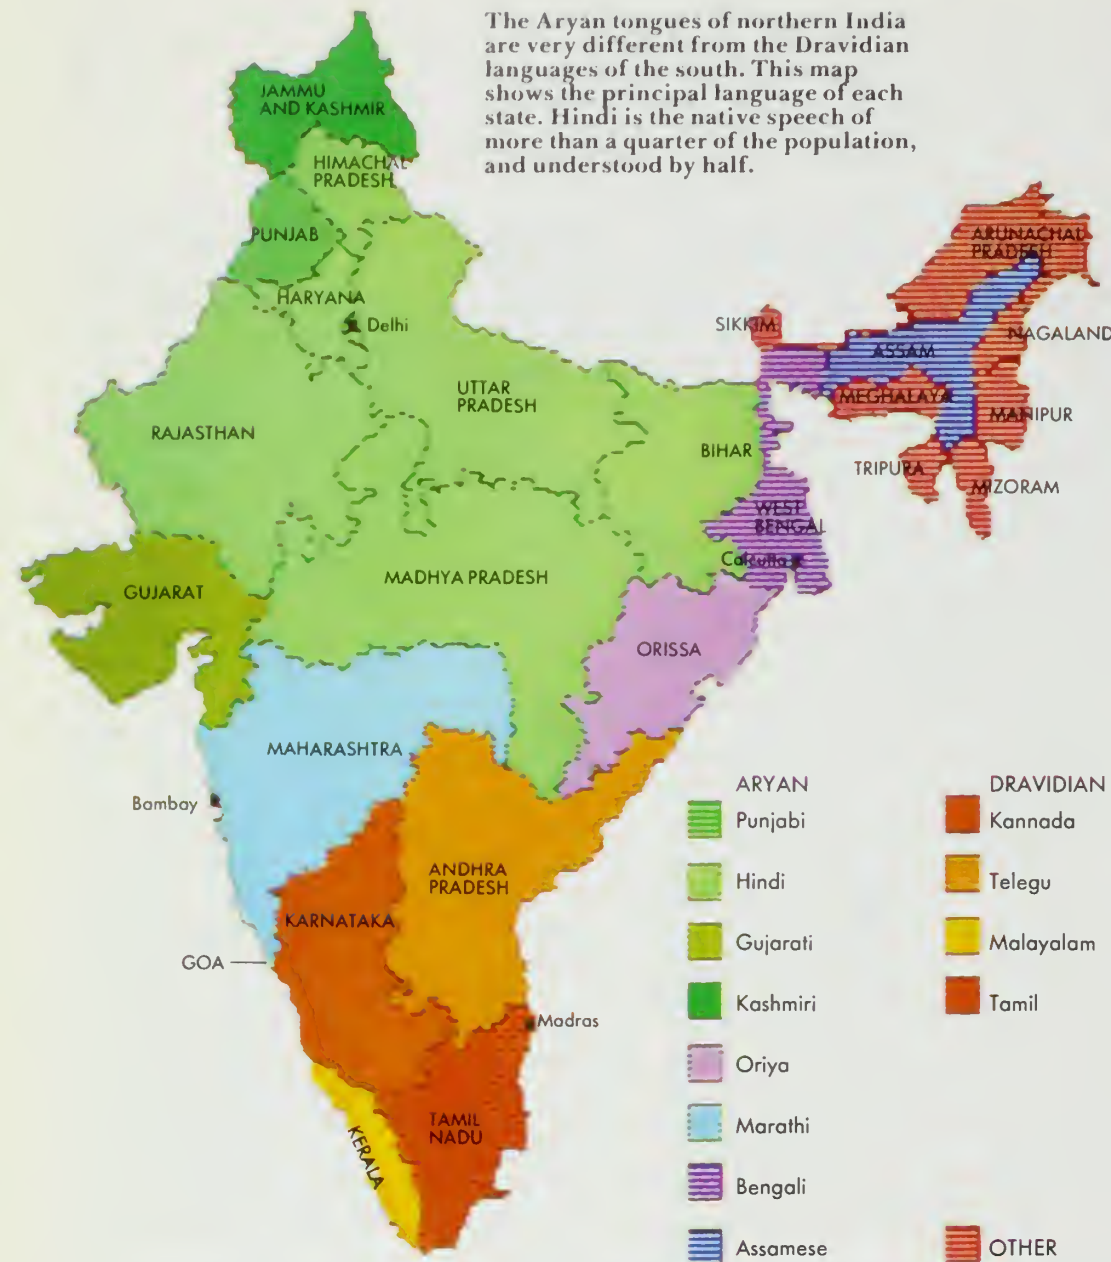 The Aryan tongues of northern India
are very different from the Dravidian
languages of the south. This map
shows the principal language of each
state. Hindi is the native speech of
more than a quarter of the population,
and understood by half.
JAMMU
AND KASHMIR
HIMACHAL
PRADESH
PUNJAB
HARYANA
Delhi
RAJASTHAN
UTTAR
PRADESH
BIHAR
SIKKIM
ARUNACHAL
PRADESH
NAGALAND
ASSAM
MEGHALAYA
MANIPUR
TRIPURA
MIZORAM
WEST
BENGAL
Calcutta
GUJARAT
MADHYA PRADESH
ORISSA
MAHARASHTRA
Bombay
ANDHRA
PRADESH
KARNATAKA
GOA
Madras
TAMIL
NADU
KERALA
ARYAN
Punjabi
Hindi
Gujarati
Kashmiri
Oriya
Marathi
Bengali
Assamese
DRAVIDIAN
Kannada
Telegu
Malayalam
Tamil
OTHER